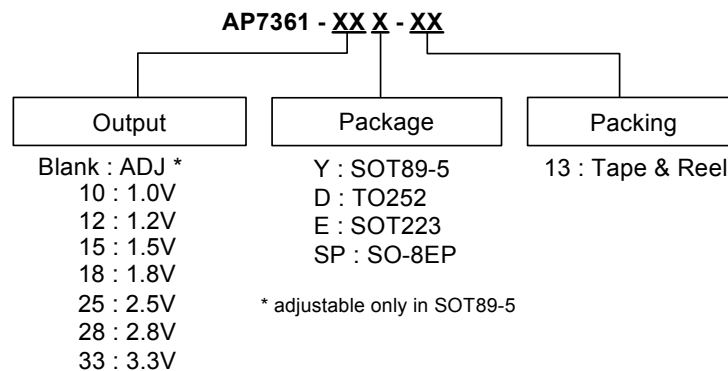 AP7361 - XX X - XX
Output
Package
Packing
Blank : ADJ *
10 : 1.0V
12 : 1.2V
15 : 1.5V
18 : 1.8V
25 : 2.5V
28 : 2.8V
33 : 3.3V
Y : SOT89-5
D : TO252
E : SOT223
SP : SO-8EP
* adjustable only in SOT89-5
13 : Tape & Reel